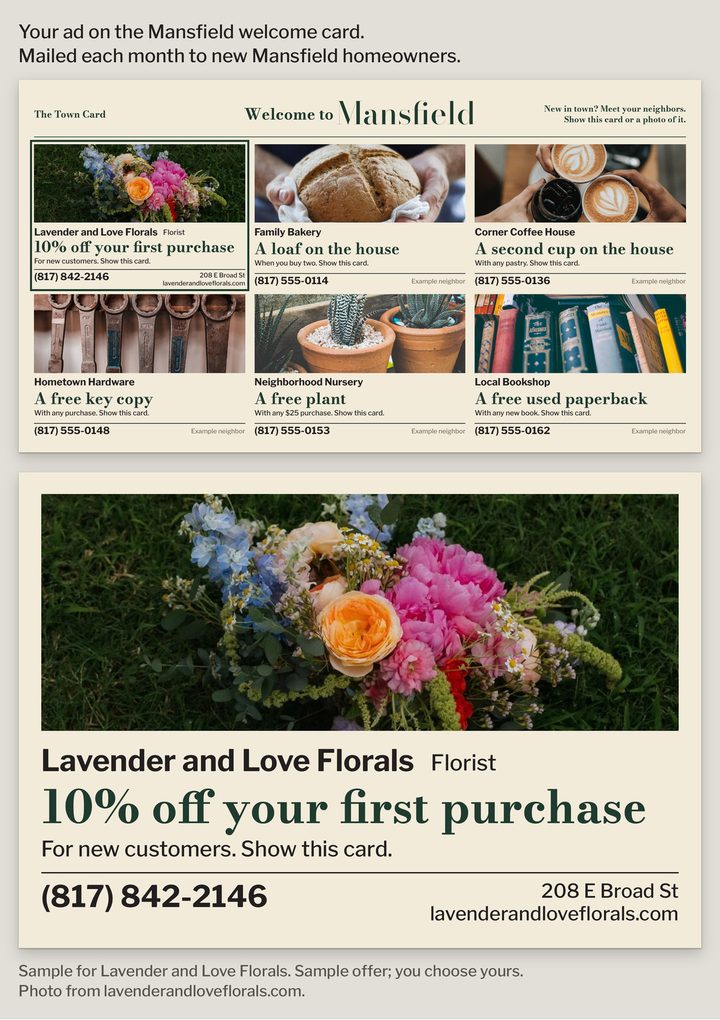 Your ad on the Mansfield welcome card.
Mailed each month to new Mansfield homeowners.
The Town Card
Welcome to Mansfield
New in town? Meet your neighbors.
Show this card or a photo of it.
Lavender and Love Florals Florist
10% off your first purchase
For new customers. Show this card.
(817) 842-2146
208 E Broad St
lavenderandloveflorals.com
Family Bakery
A loaf on the house
When you buy two. Show this card.
(817) 555-0114
Example neighbor
Corner Coffee House
A second cup on the house
With any pastry. Show this card.
(817) 555-0136
Example neighbor
Hometown Hardware
A free key copy
With any purchase. Show this card.
(817) 555-0148
Example neighbor
Neighborhood Nursery
A free plant
With any $25 purchase. Show this card.
(817) 555-0153
Example neighbor
Local Bookshop
A free used paperback
With any new book. Show this card.
(817) 555-0162
Example neighbor
Lavender and Love Florals Florist
10% off your first purchase
For new customers. Show this card.
(817) 842-2146
208 E Broad St
lavenderandloveflorals.com
Sample for Lavender and Love Florals. Sample offer; you choose yours.
Photo from lavenderandloveflorals.com.